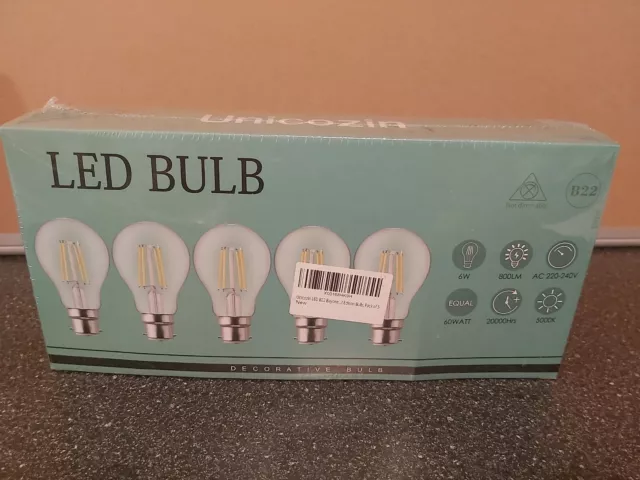 Unicozin
LED BULB
B22
6W
800LM
AC 220-240V
EQUAL
60WATT
20000Hrs
5000K
DECORATIVE BULB